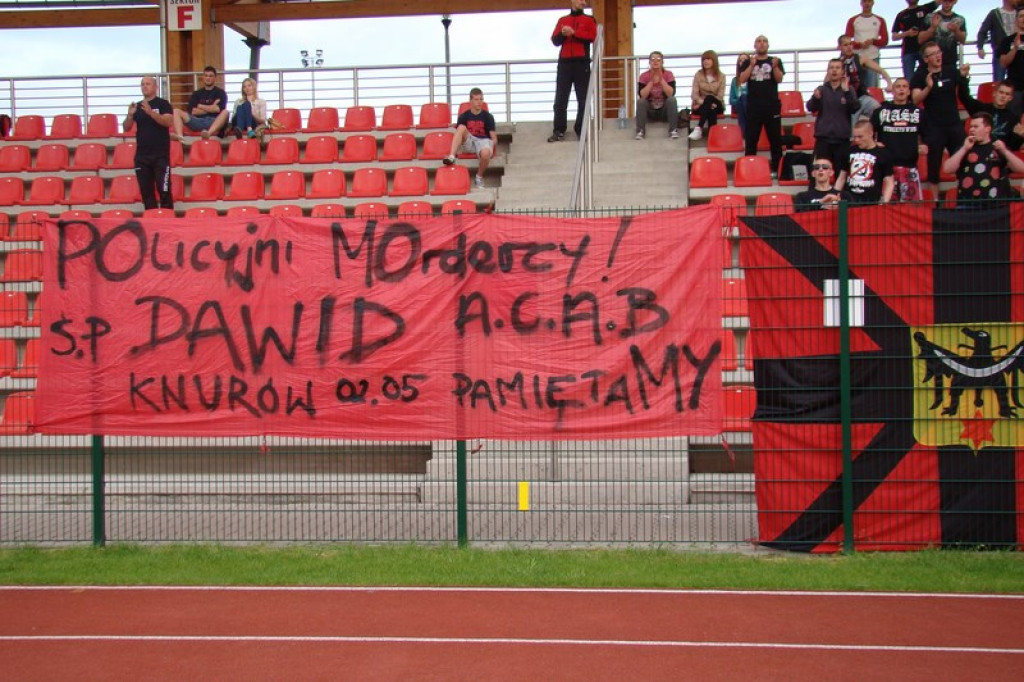 SEKTOR
F
POLicyjni MOrdercy!
Ś.P. DAWID A.C.A.B
KNURÓW 02.05 PAMIĘTAMY